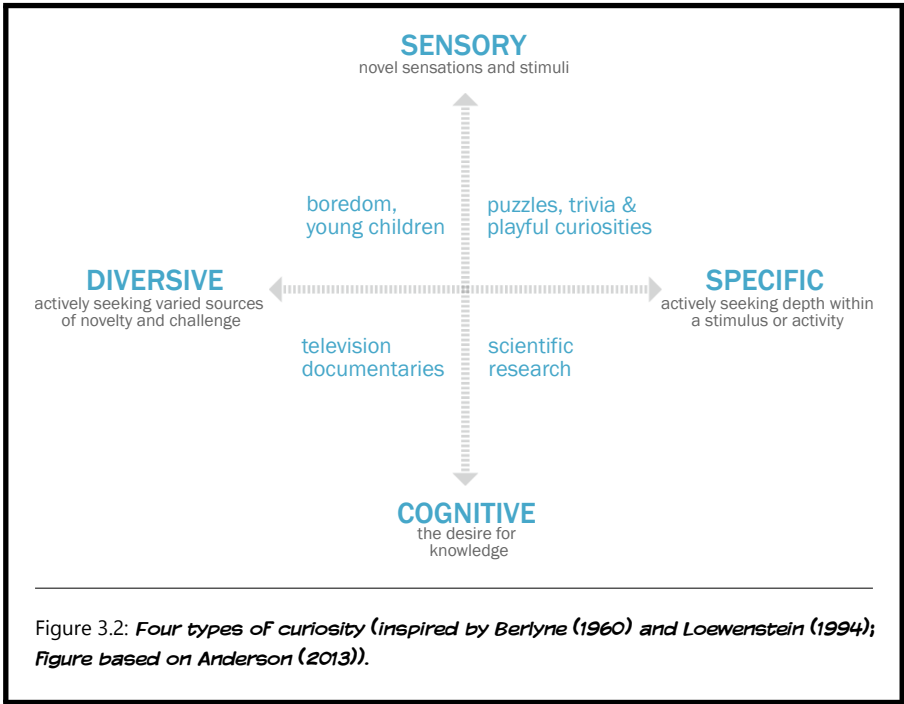 SENSORY
novel sensations and stimuli
boredom,
young children
puzzles, trivia &
playful curiosities
DIVERSIVE
actively seeking varied sources
of novelty and challenge
SPECIFIC
actively seeking depth within
a stimulus or activity
television
documentaries
scientific
research
COGNITIVE
the desire for
knowledge
Figure 3.2: Four types of curiosity (inspired by Berlyne (1960) and Loewenstein (1994);
Figure based on Anderson (2013)).